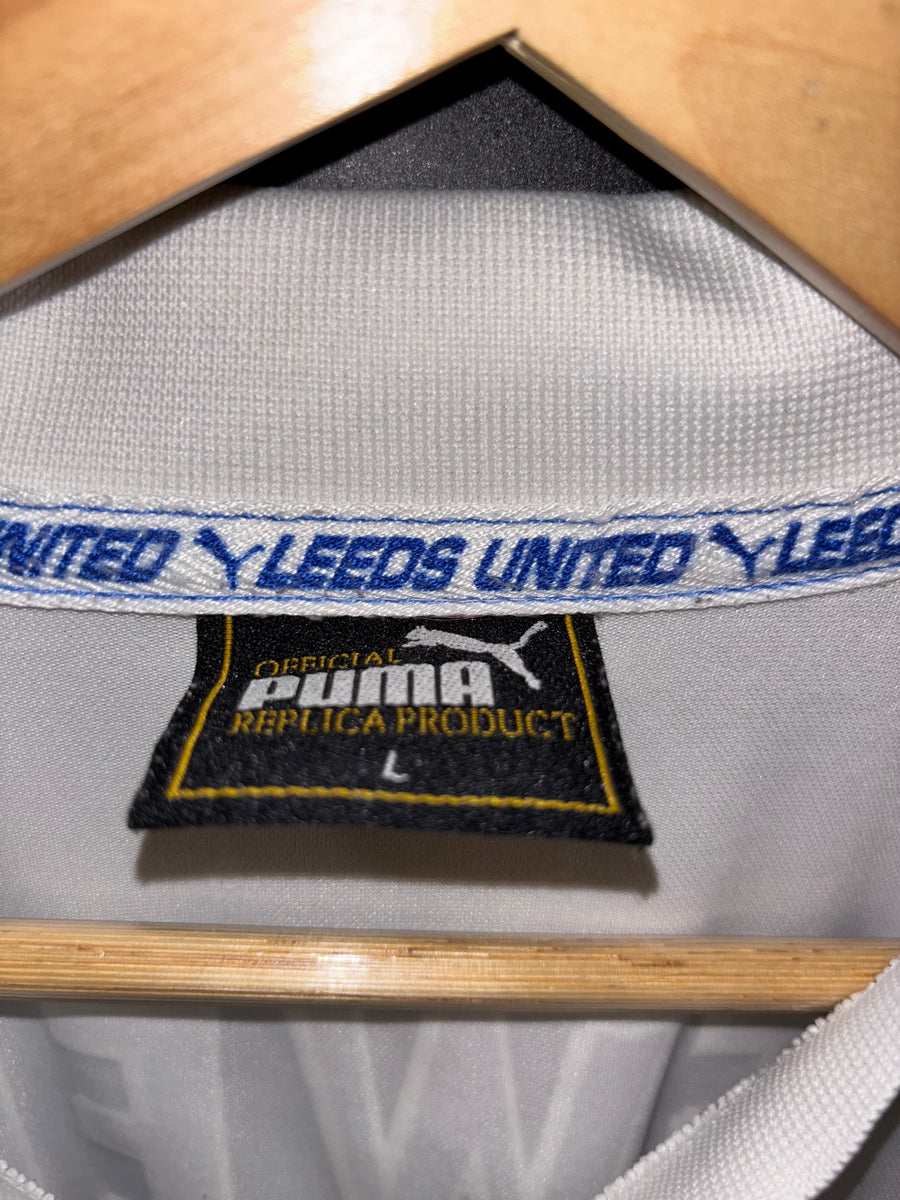 UNITED LEEDS UNITED LEEDS
OFFICIAL
PUMA
REPLICA PRODUCT
L